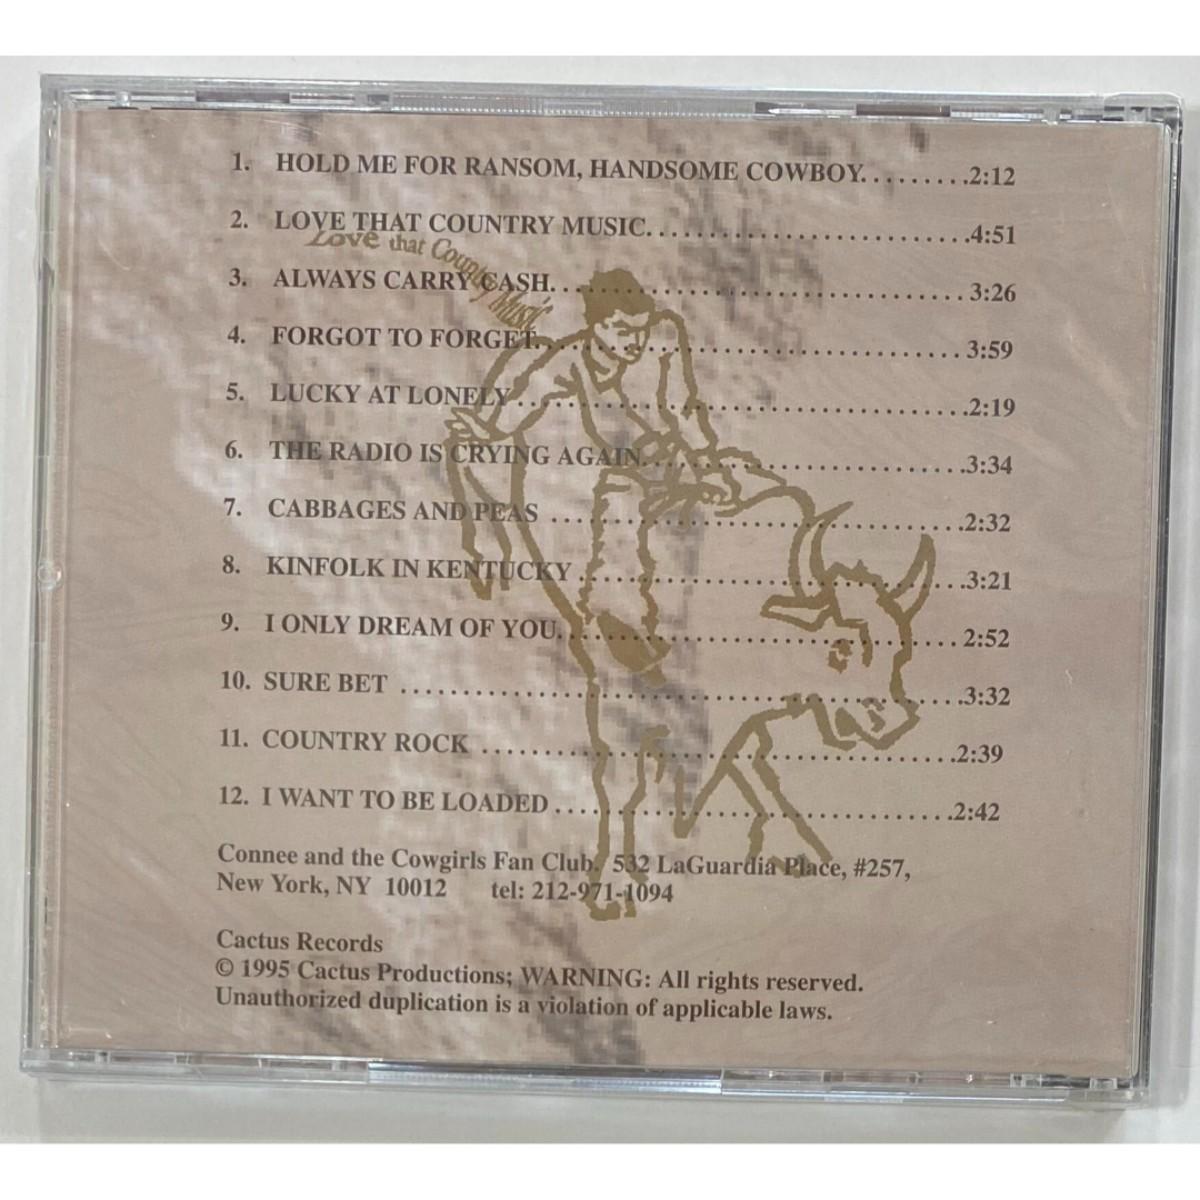 1. HOLD ME FOR RANSOM, HANDSOME COWBOY.........2:12
2. LOVE THAT COUNTRY MUSIC..........................4:51
Love that Country Music
3. ALWAYS CARRY CASH.................................3:26
4. FORGOT TO FORGET..................................3:59
5. LUCKY AT LONELY....................................2:19
6. THE RADIO IS CRYING AGAIN..........................3:34
7. CABBAGES AND PEAS.................................2:32
8. KINFOLK IN KENTUCKY...............................3:21
9. I ONLY DREAM OF YOU................................2:52
10. SURE BET.............................................3:32
11. COUNTRY ROCK.......................................2:39
12. I WANT TO BE LOADED................................2:42
Connee and the Cowgirls Fan Club, 532 LaGuardia Place, #257,
New York, NY 10012 tel: 212-971-1094
Cactus Records
© 1995 Cactus Productions; WARNING: All rights reserved.
Unauthorized duplication is a violation of applicable laws.